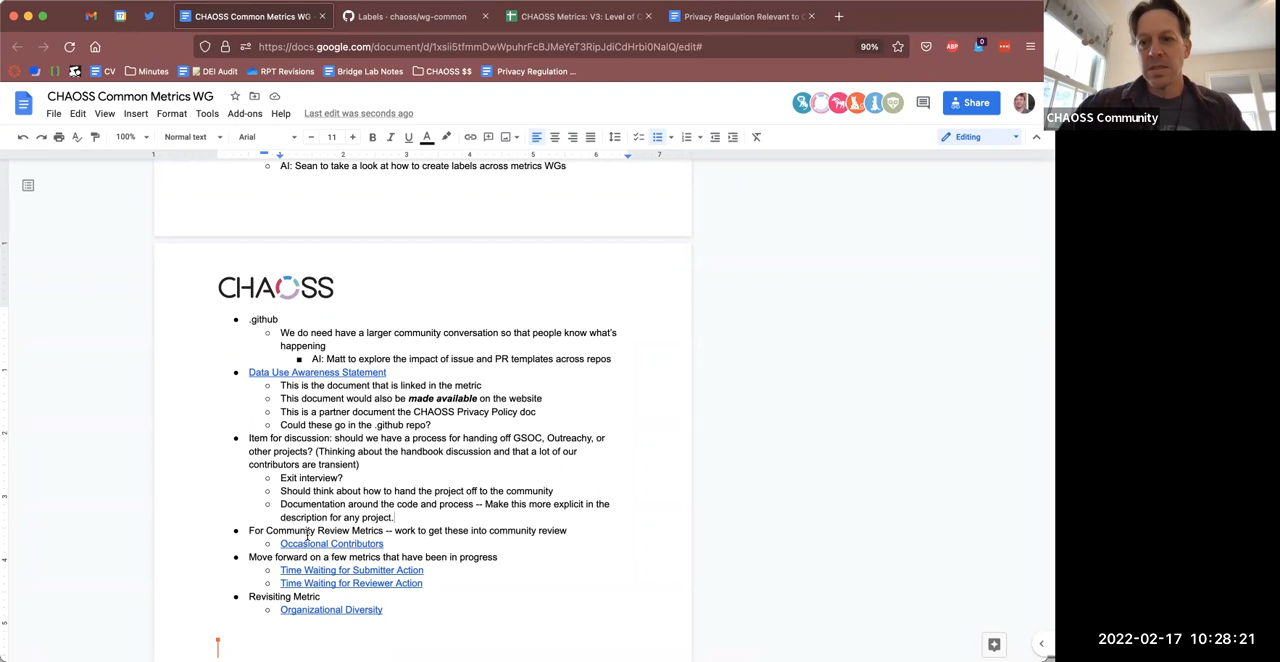 CHAOSS Common Metrics WG -
Labels · chaoss/wg-common
CHAOSS Metrics: V3: Level of C
Privacy Regulation Relevant to C
https://docs.google.com/document/d/1xsii5tfmmDwWpuhrFcBJMeYeT3RipJdiCdHrbi0NalQ/edit#
90%
ABP
0
CV
Minutes
DEI Audit
RPT Revisions
Bridge Lab Notes
CHAOSS $$
Privacy Regulation ...
CHAOSS Common Metrics WG
File Edit View Insert Format Tools Add-ons Help
Last edit was seconds ago
Share
CHAOSS Community
100%
Normal text
Arial
11
Editing
1 1 2 3 4 5 6 7
AI: Sean to take a look at how to create labels across metrics WGs
CHAOSS
.github
We do need have a larger community conversation so that people know what's
happening
AI: Matt to explore the impact of issue and PR templates across repos
Data Use Awareness Statement
This is the document that is linked in the metric
This document would also be made available on the website
This is a partner document the CHAOSS Privacy Policy doc
Could these go in the .github repo?
Item for discussion: should we have a process for handing off GSOC, Outreachy, or
other projects? (Thinking about the handbook discussion and that a lot of our
contributors are transient)
Exit interview?
Should think about how to hand the project off to the community
Documentation around the code and process -- Make this more explicit in the
description for any project.
For Community Review Metrics -- work to get these into community review
Occasional Contributors
Move forward on a few metrics that have been in progress
Time Waiting for Submitter Action
Time Waiting for Reviewer Action
Revisiting Metric
Organizational Diversity
2022-02-17 10:28:21